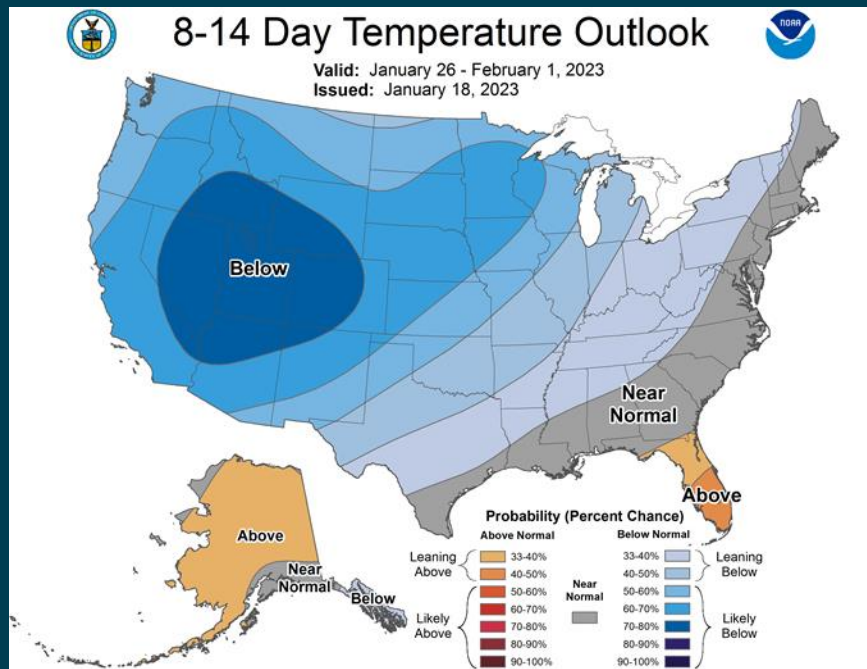 8-14 Day Temperature Outlook
NOAA
Valid: January 26 - February 1, 2023
Issued: January 18, 2023
Below
Near
Normal
Above
Above
Near
Normal
Below
Probability (Percent Chance)
Above Normal
Below Normal
Leaning
Above
33-40%
40-50%
Likely
Above
50-60%
60-70%
70-80%
80-90%
90-100%
Near
Normal
33-40%
40-50%
Leaning
Below
50-60%
60-70%
70-80%
80-90%
90-100%
Likely
Below